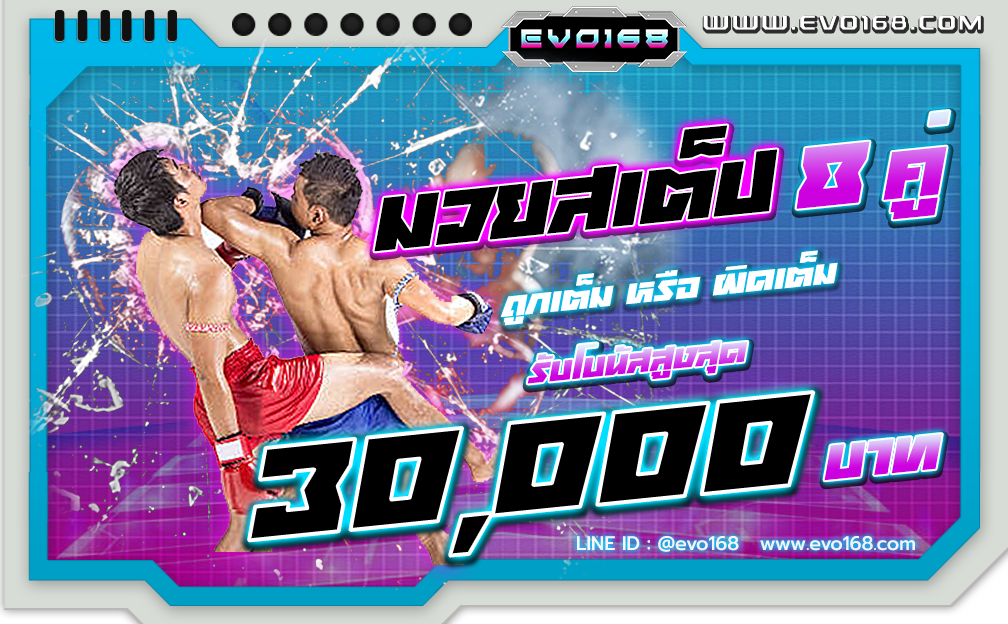 EVO168
WWW.EVO168.COM
มวยสเต็ป 8 คู่
ถูกเต็ม หรือ ผิดเต็ม
รับโบนัสสูงสุด
30,000 บาท
LINE ID : @evo168 www.evo168.com